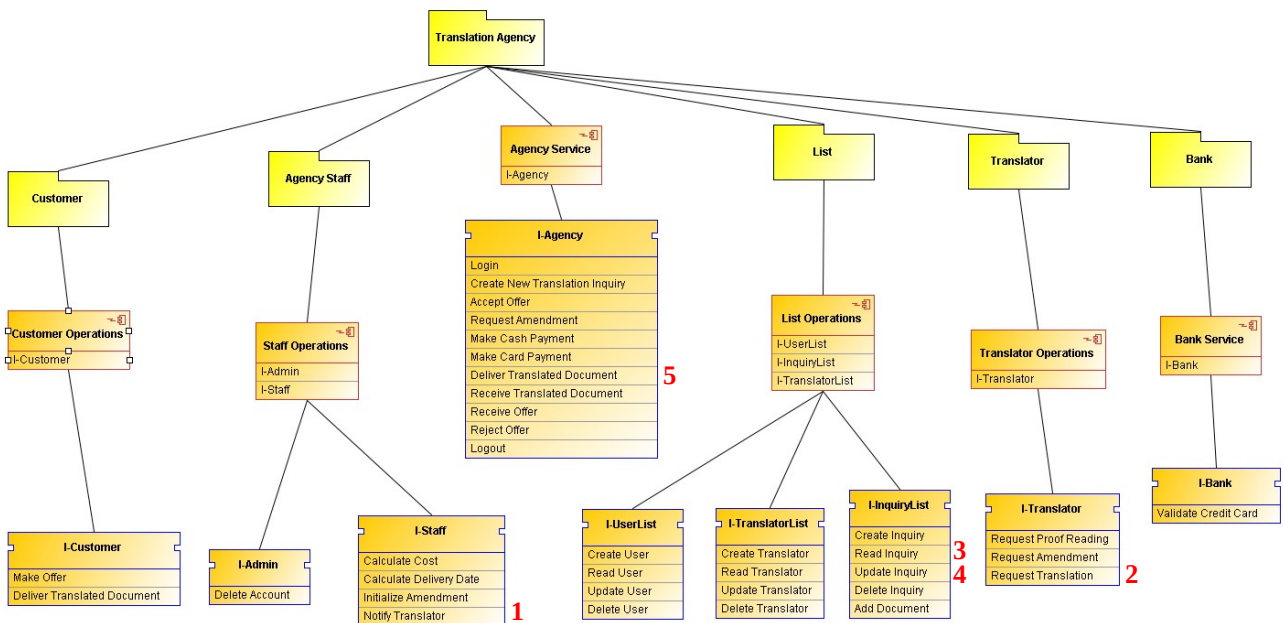 Translation Agency
Customer
Agency Staff
Agency Service
I-Agency
List
Translator
Bank
I-Agency
Login
Create New Translation Inquiry
Accept Offer
Request Amendment
Make Cash Payment
Make Card Payment
Deliver Translated Document
5
Receive Translated Document
Receive Offer
Reject Offer
Logout
Customer Operations
I-Customer
Staff Operations
I-Admin
I-Staff
List Operations
I-UserList
I-InquiryList
I-TranslatorList
Translator Operations
I-Translator
Bank Service
I-Bank
I-Customer
Make Offer
Deliver Translated Document
I-Admin
Delete Account
I-Staff
Calculate Cost
Calculate Delivery Date
Initialize Amendment
Notify Translator
1
I-UserList
Create User
Read User
Update User
Delete User
I-TranslatorList
Create Translator
Read Translator
Update Translator
Delete Translator
I-InquiryList
Create Inquiry
Read Inquiry
3
Update Inquiry
4
Delete Inquiry
Add Document
I-Translator
Request Proof Reading
Request Amendment
Request Translation
2
I-Bank
Validate Credit Card